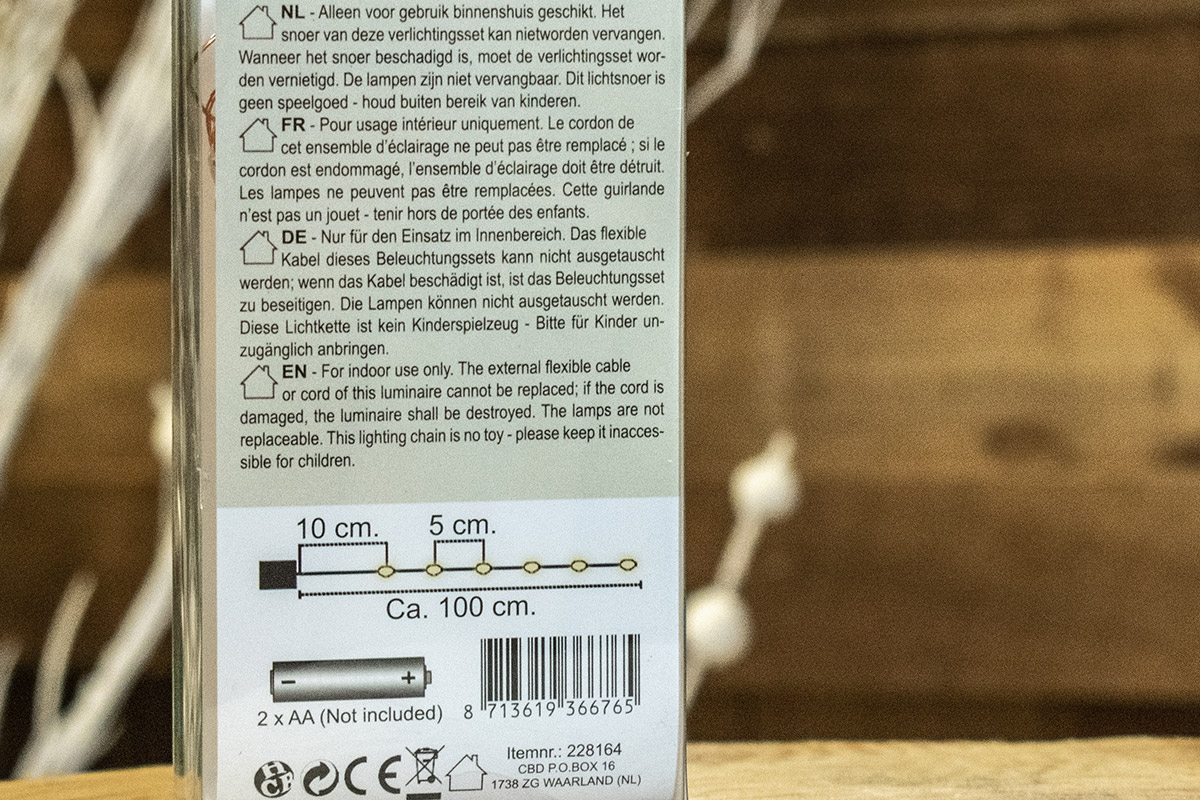 NL - Alleen voor gebruik binnenshuis geschikt. Het
snoer van deze verlichtingsset kan nietworden vervangen.
Wanneer het snoer beschadigd is, moet de verlichtingsset wor-
den vernietigd. De lampen zijn niet vervangbaar. Dit lichtsnoer is
geen speelgoed - houd buiten bereik van kinderen.
FR - Pour usage intérieur uniquement. Le cordon de
cet ensemble d'éclairage ne peut pas être remplacé ; si le
cordon est endommagé, l'ensemble d'éclairage doit être détruit.
Les lampes ne peuvent pas être remplacées. Cette guirlande
n'est pas un jouet - tenir hors de portée des enfants.
DE - Nur für den Einsatz im Innenbereich. Das flexible
Kabel dieses Beleuchtungssets kann nicht ausgetauscht
werden; wenn das Kabel beschädigt ist, ist das Beleuchtungsset
zu beseitigen. Die Lampen können nicht ausgetauscht werden.
Diese Lichtkette ist kein Kinderspielzeug - Bitte für Kinder un-
zugänglich anbringen.
EN - For indoor use only. The external flexible cable
or cord of this luminaire cannot be replaced; if the cord is
damaged, the luminaire shall be destroyed. The lamps are not
replaceable. This lighting chain is no toy - please keep it inacces-
sible for children.
10 cm. 5 cm.
Ca. 100 cm.
- +
2 x AA (Not included)
8 713619 366765
CE
Itemnr.: 228164
CBD P.O.BOX 16
1738 ZG WAARLAND (NL)